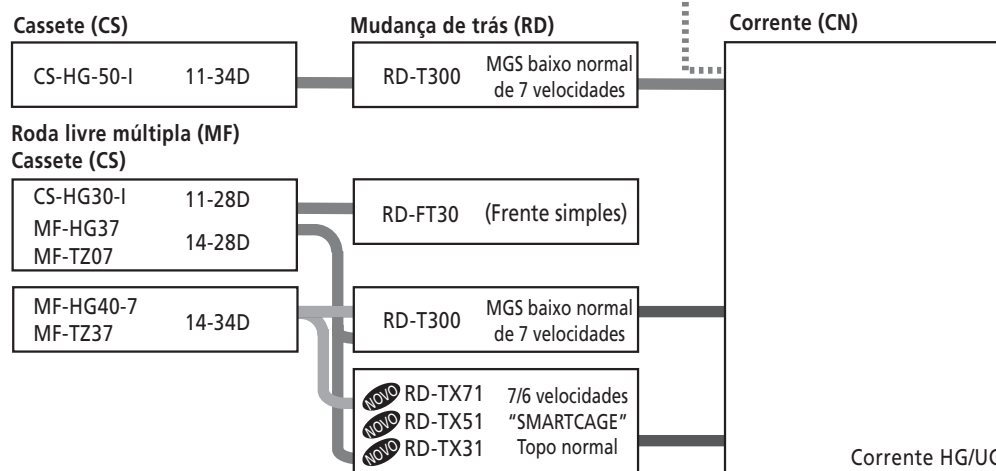 Cassete (CS)
Mudança de trás (RD)
Corrente (CN)
CS-HG-50-I 11-34D
RD-T300
MGS baixo normal
de 7 velocidades
Roda livre múltipla (MF)
Cassete (CS)
CS-HG30-I 11-28D
MF-HG37
MF-TZ07
14-28D
RD-FT30 (Frente simples)
MF-HG40-7
MF-TZ37
14-34D
RD-T300
MGS baixo normal
de 7 velocidades
NOVO RD-TX71 7/6 velocidades
NOVO RD-TX51 “SMARTCAGE”
NOVO RD-TX31 Topo normal
Corrente HG/UG